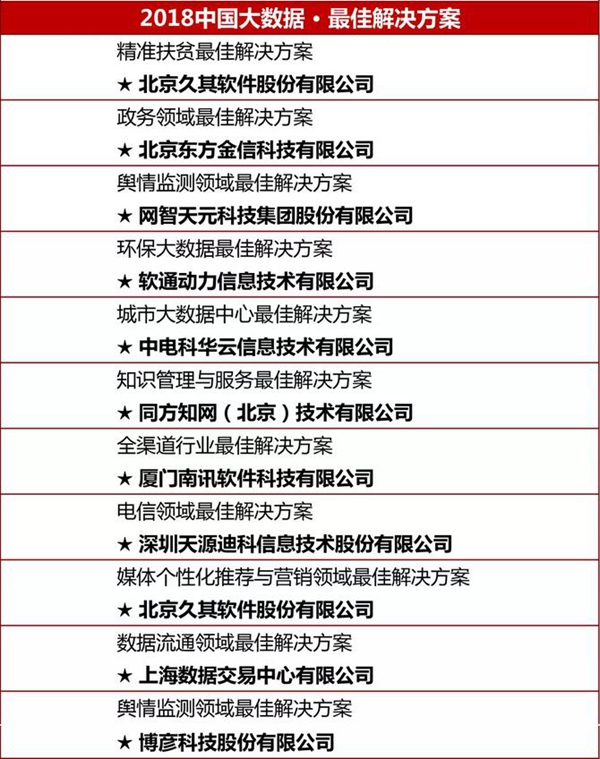 2018中国大数据·最佳解决方案
精准扶贫最佳解决方案
★ 北京久其软件股份有限公司
政务领域最佳解决方案
★ 北京东方金信科技有限公司
舆情监测领域最佳解决方案
★ 网智天元科技集团股份有限公司
环保大数据最佳解决方案
★ 软通动力信息技术有限公司
城市大数据中心最佳解决方案
★ 中电科华云信息技术有限公司
知识管理与服务最佳解决方案
★ 同方知网（北京）技术有限公司
全渠道行业最佳解决方案
★ 厦门南讯软件科技有限公司
电信领域最佳解决方案
★ 深圳天源迪科信息技术股份有限公司
媒体个性化推荐与营销领域最佳解决方案
★ 北京久其软件股份有限公司
数据流通领域最佳解决方案
★ 上海数据交易中心有限公司
舆情监测领域最佳解决方案
★ 博彦科技股份有限公司